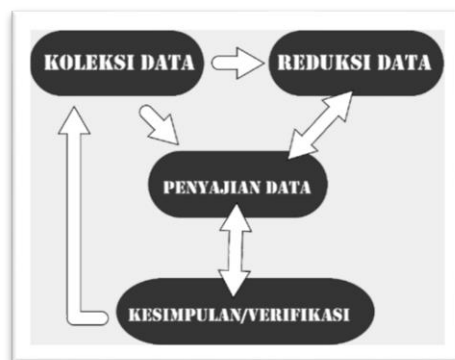 KOLEKSI DATA
REDUKSI DATA
PENYAJIAN DATA
KESIMPULAN/VERIFIKASI